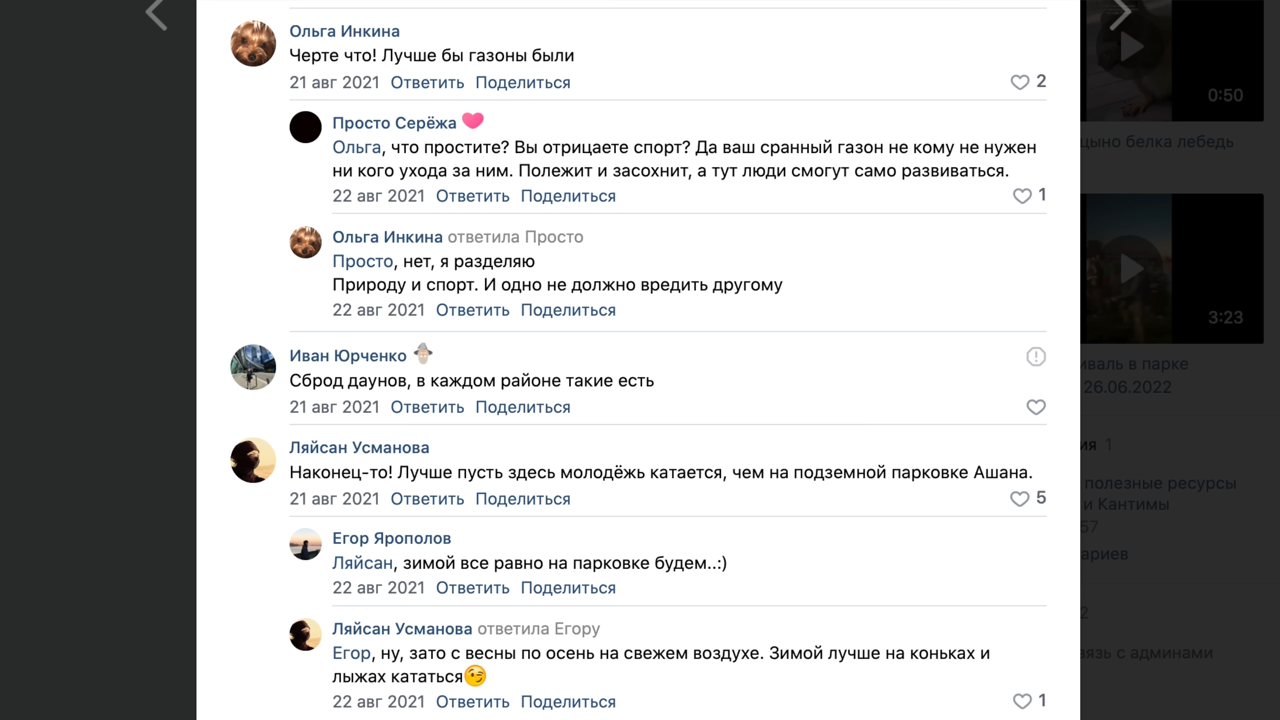 Ольга Инкина
Черте что! Лучше бы газоны были
21 авг 2021 Ответить Поделиться 2
Просто Серёжа
Ольга, что простите? Вы отрицаете спорт? Да ваш сранный газон не кому не нужен
ни кого ухода за ним. Полежит и засохнит, а тут люди смогут само развиваться.
22 авг 2021 Ответить Поделиться 1
Ольга Инкина ответила Просто
Просто, нет, я разделяю
Природу и спорт. И одно не должно вредить другому
22 авг 2021 Ответить Поделиться
Иван Юрченко
Сброд даунов, в каждом районе такие есть
21 авг 2021 Ответить Поделиться
Ляйсан Усманова
Наконец-то! Лучше пусть здесь молодёжь катается, чем на подземной парковке Ашана.
21 авг 2021 Ответить Поделиться 5
Егор Ярополов
Ляйсан, зимой все равно на парковке будем..:)
22 авг 2021 Ответить Поделиться
Ляйсан Усманова ответила Егору
Егор, ну, зато с весны по осень на свежем воздухе. Зимой лучше на коньках и
лыжах кататься😉
22 авг 2021 Ответить Поделиться 1
0:50
цыно белка лебедь
3:23
иваль в парке
26.06.2022
ия 1
полезные ресурсы
и Кантимы
57
ариев
2
вязь с админами